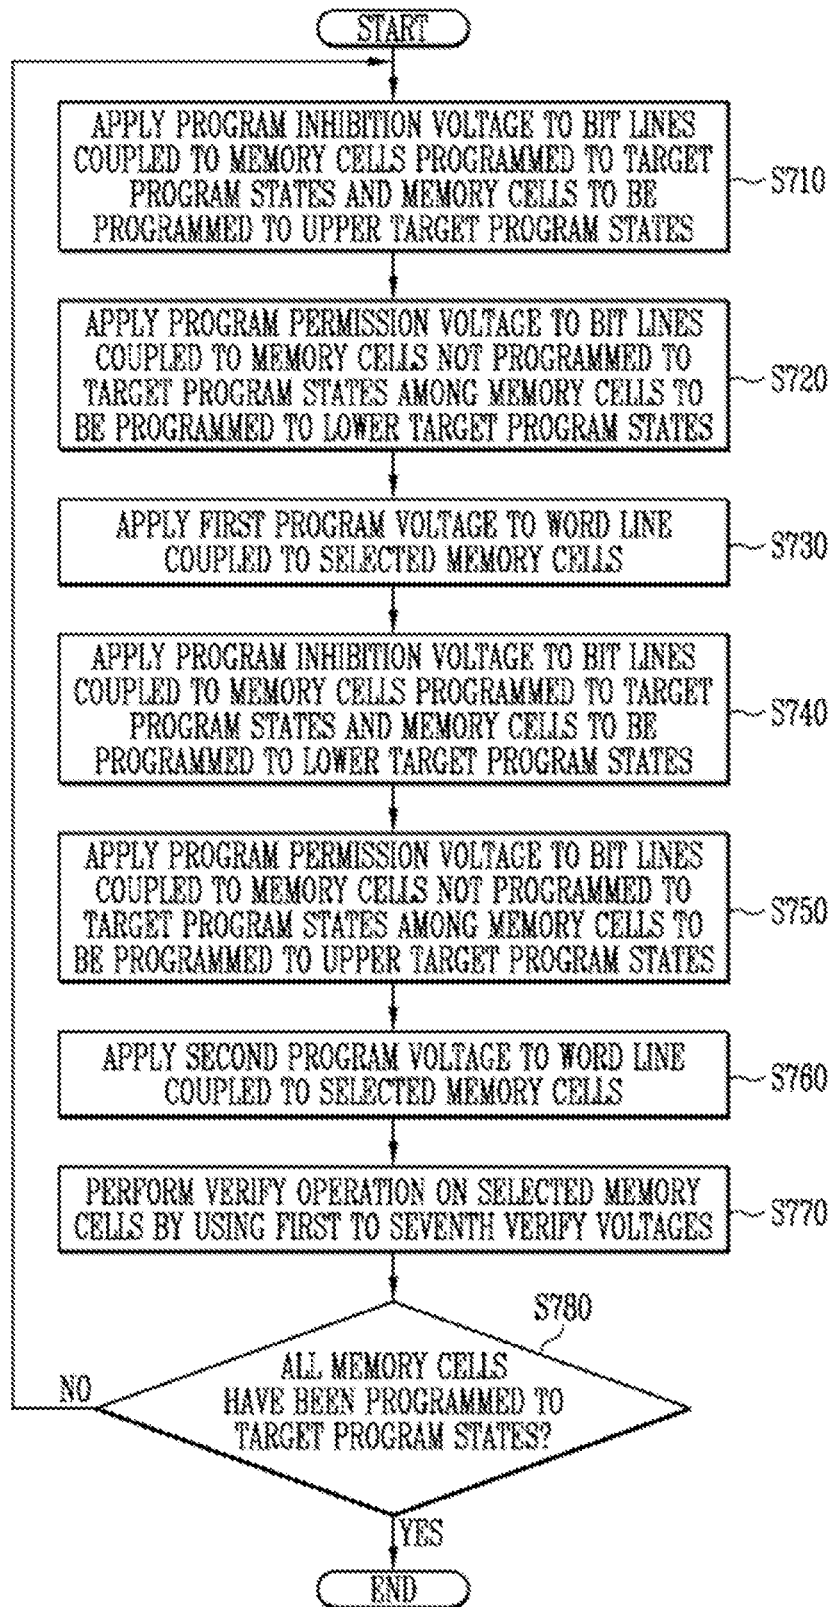 START
APPLY PROGRAM INHIBITION VOLTAGE TO BIT LINES
COUPLED TO MEMORY CELLS PROGRAMMED TO TARGET
PROGRAM STATES AND MEMORY CELLS TO BE
PROGRAMMED TO UPPER TARGET PROGRAM STATES
S710
APPLY PROGRAM PERMISSION VOLTAGE TO BIT LINES
COUPLED TO MEMORY CELLS NOT PROGRAMMED TO
TARGET PROGRAM STATES AMONG MEMORY CELLS TO
BE PROGRAMMED TO LOWER TARGET PROGRAM STATES
S720
APPLY FIRST PROGRAM VOLTAGE TO WORD LINE
COUPLED TO SELECTED MEMORY CELLS
S730
APPLY PROGRAM INHIBITION VOLTAGE TO BIT LINES
COUPLED TO MEMORY CELLS PROGRAMMED TO TARGET
PROGRAM STATES AND MEMORY CELLS TO BE
PROGRAMMED TO LOWER TARGET PROGRAM STATES
S740
APPLY PROGRAM PERMISSION VOLTAGE TO BIT LINES
COUPLED TO MEMORY CELLS NOT PROGRAMMED TO
TARGET PROGRAM STATES AMONG MEMORY CELLS TO
BE PROGRAMMED TO UPPER TARGET PROGRAM STATES
S750
APPLY SECOND PROGRAM VOLTAGE TO WORD LINE
COUPLED TO SELECTED MEMORY CELLS
S760
PERFORM VERIFY OPERATION ON SELECTED MEMORY
CELLS BY USING FIRST TO SEVENTH VERIFY VOLTAGES
S770
S780
ALL MEMORY CELLS
HAVE BEEN PROGRAMMED TO
TARGET PROGRAM STATES?
NO
YES
END